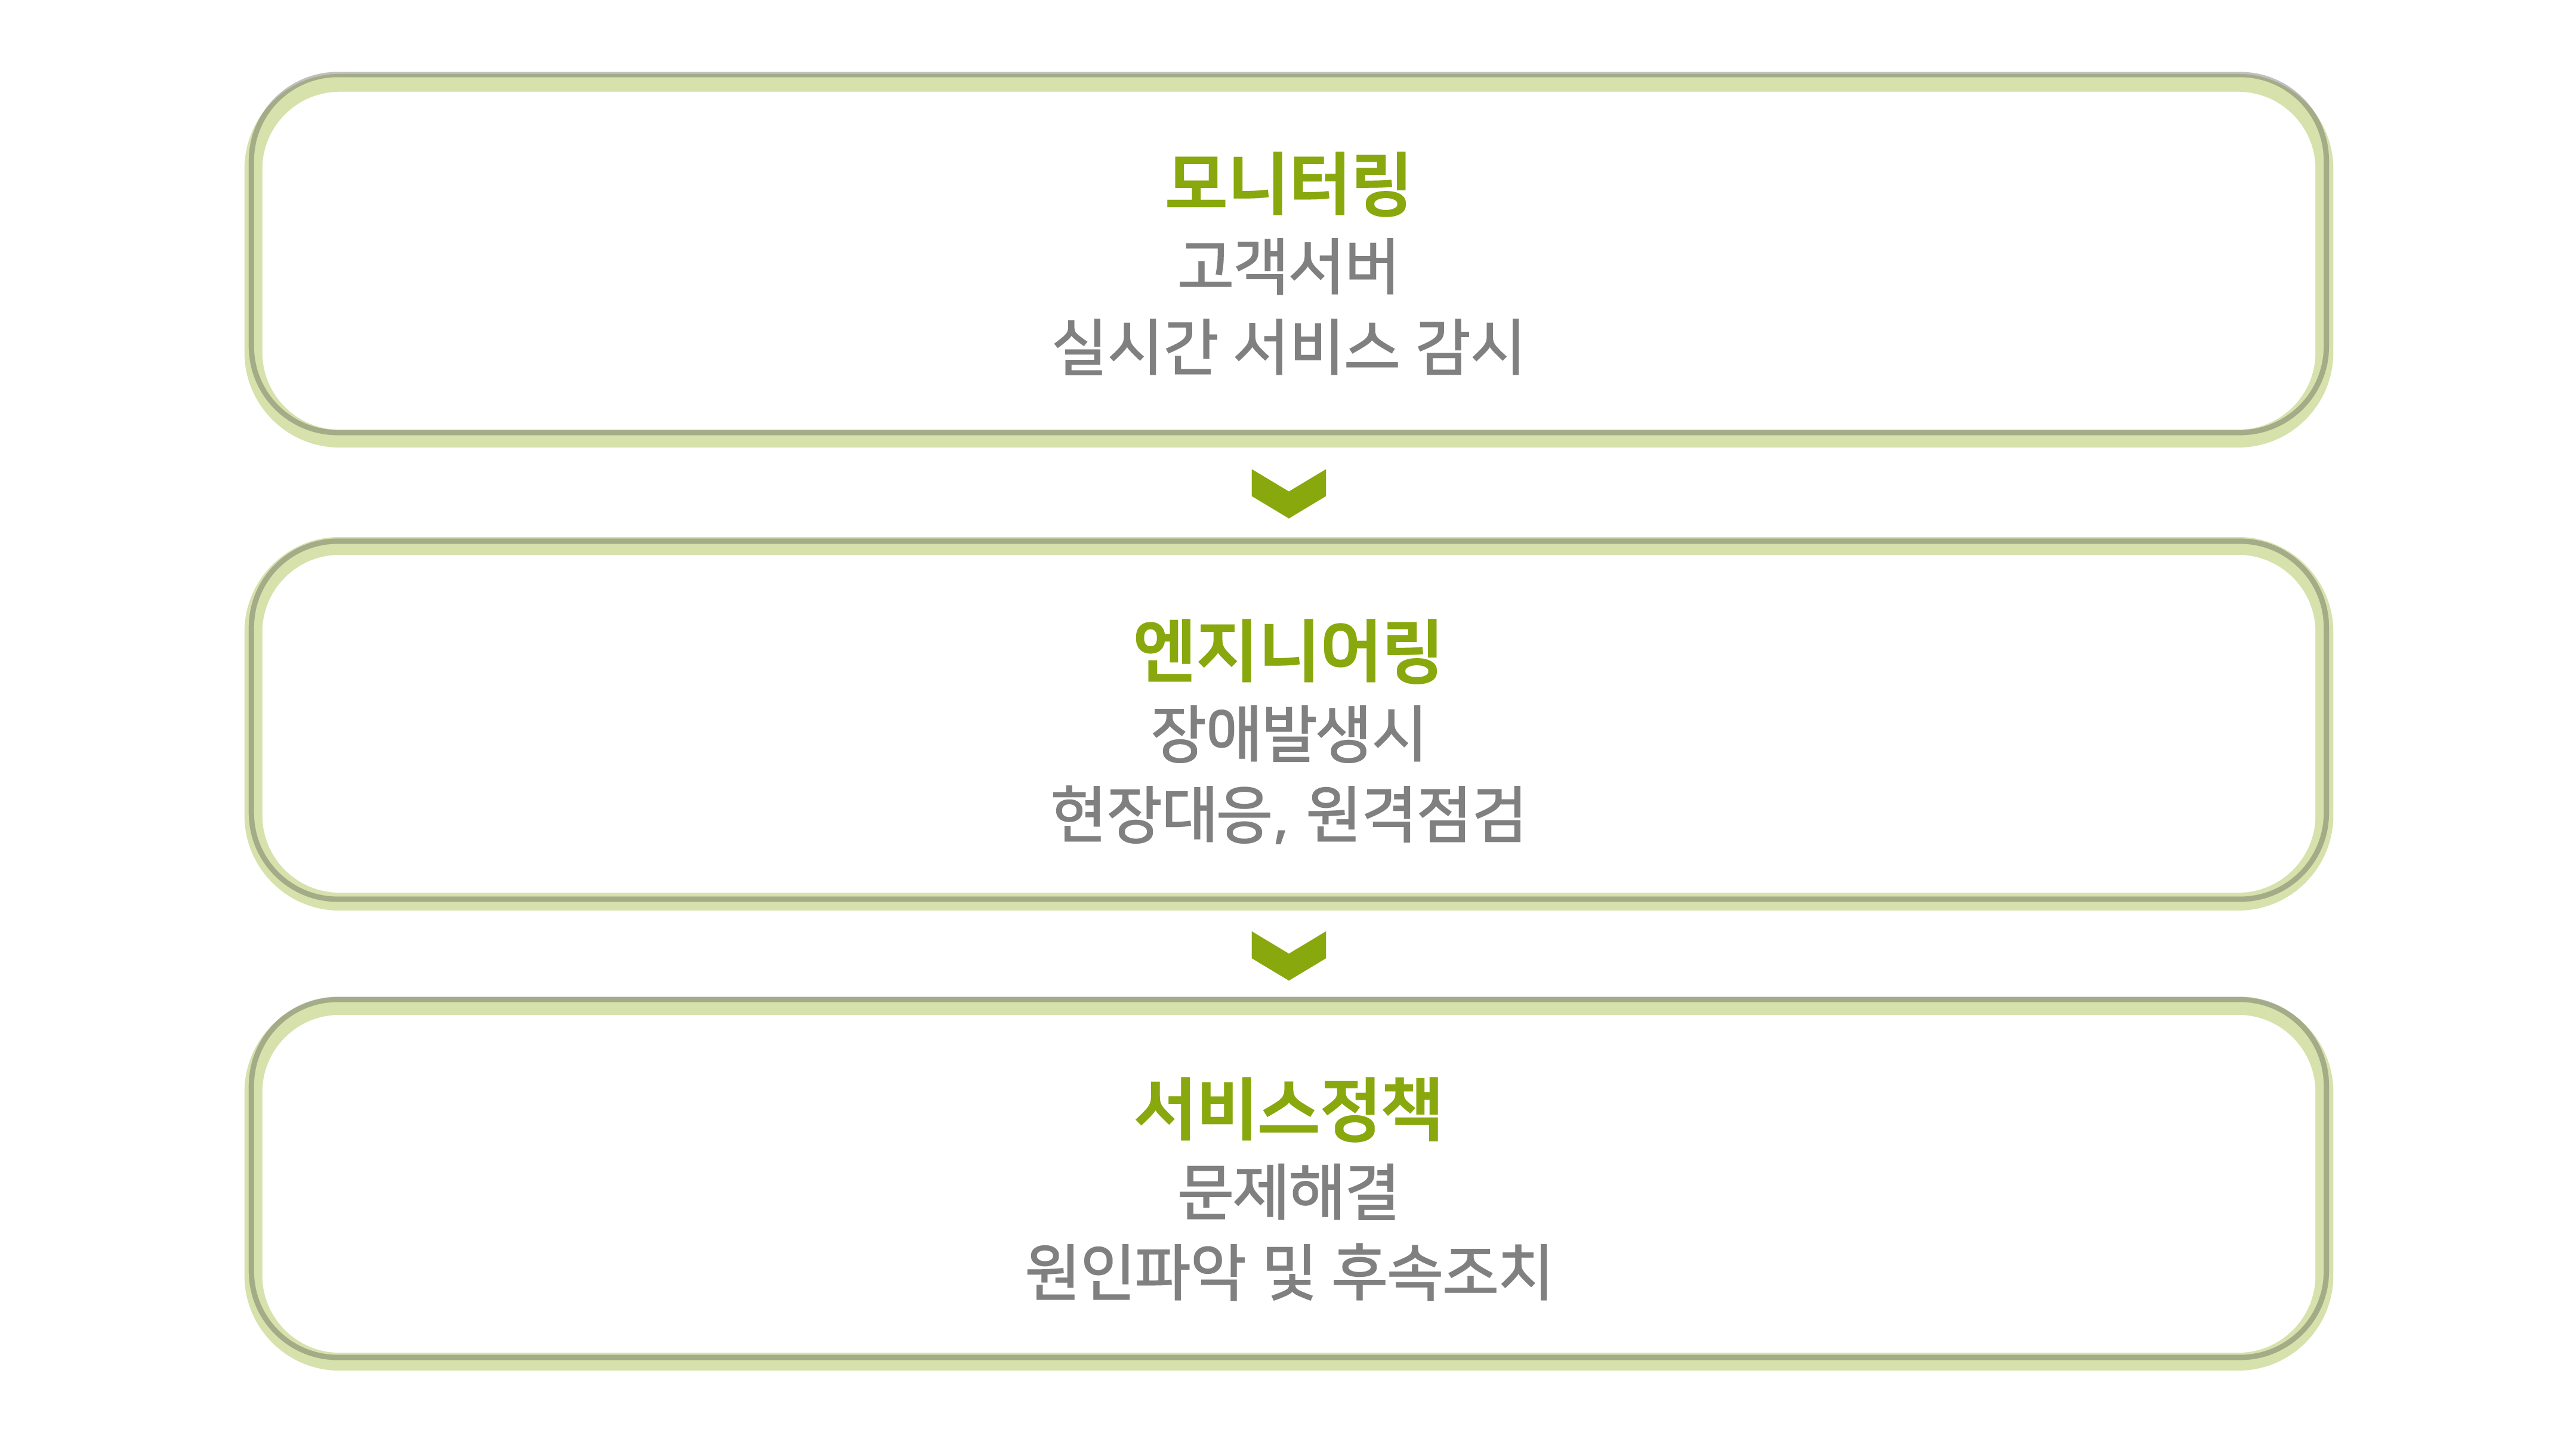 모니터링
고객서버
실시간 서비스 감시
엔지니어링
장애발생시
현장대응, 원격점검
서비스정책
문제해결
원인파악 및 후속조치